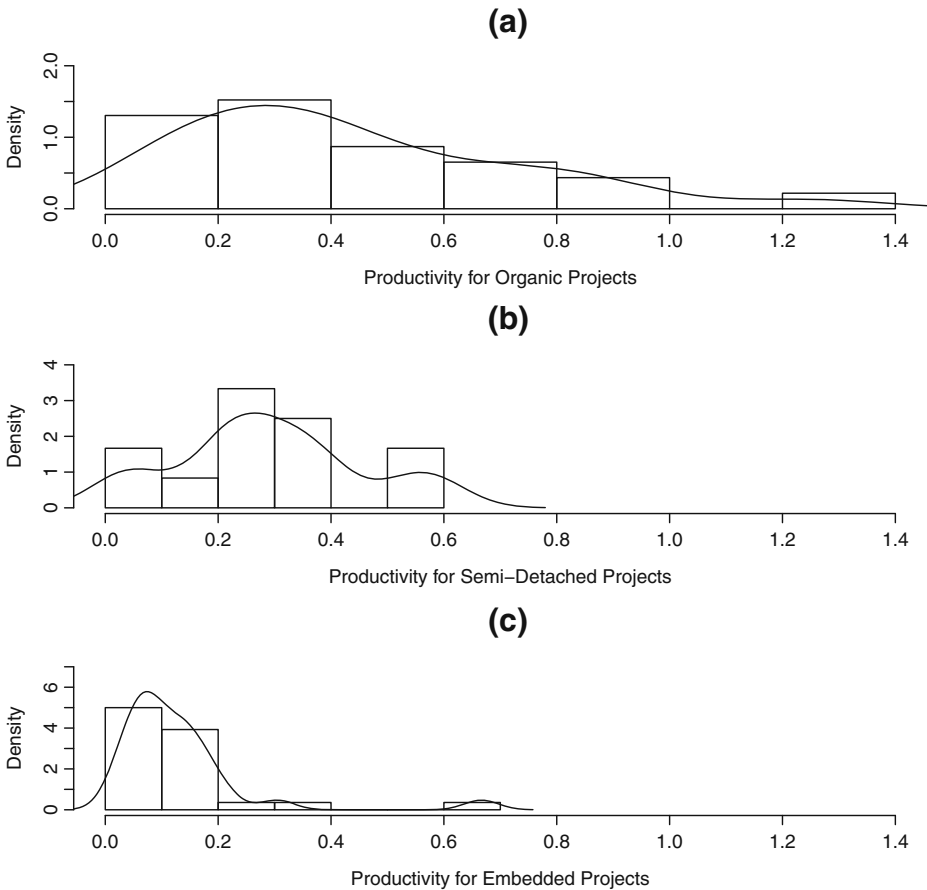 (a)
2.0
1.0
0.0
Density
0.0 0.2 0.4 0.6 0.8 1.0 1.2 1.4
Productivity for Organic Projects
(b)
4
3
2
1
0
Density
0.0 0.2 0.4 0.6 0.8 1.0 1.2 1.4
Productivity for Semi−Detached Projects
(c)
6
4
2
0
Density
0.0 0.2 0.4 0.6 0.8 1.0 1.2 1.4
Productivity for Embedded Projects